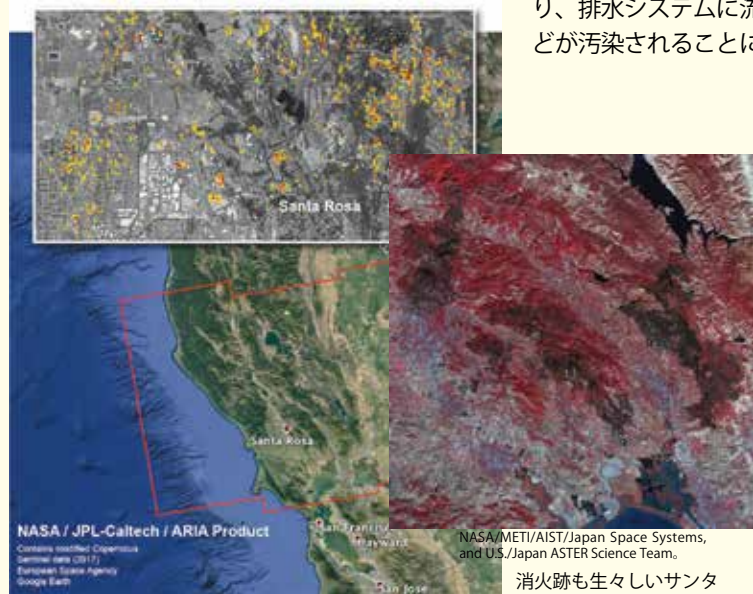 り、排水システムに流
どが汚染されることに
Santa Rosa
Santa Rosa
San Francisco
Hayward
San Jose
NASA / JPL-Caltech / ARIA Product
Contains modified Copernicus
Sentinel data (2017)
European Space Agency
Google Earth
NASA/METI/AIST/Japan Space Systems,
and U.S./Japan ASTER Science Team。
消火跡も生々しいサンタ